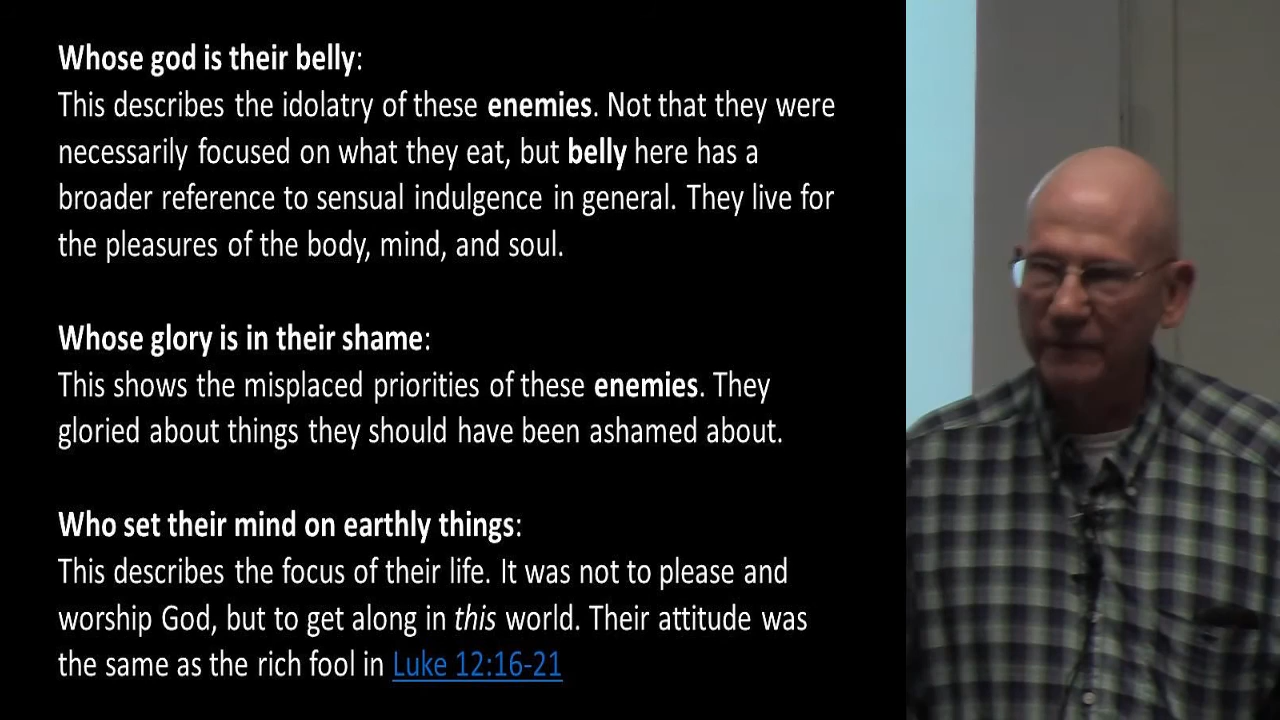 Whose god is their belly:
This describes the idolatry of these enemies. Not that they were
necessarily focused on what they eat, but belly here has a
broader reference to sensual indulgence in general. They live for
the pleasures of the body, mind, and soul.
Whose glory is in their shame:
This shows the misplaced priorities of these enemies. They
gloried about things they should have been ashamed about.
Who set their mind on earthly things:
This describes the focus of their life. It was not to please and
worship God, but to get along in this world. Their attitude was
the same as the rich fool in Luke 12:16-21